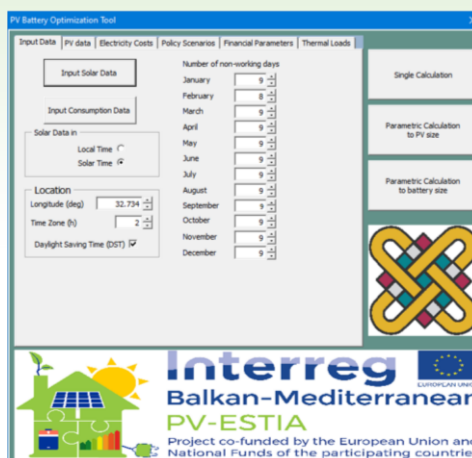 PV Battery Optimization Tool
Input Data
PV data
Electricity Costs
Policy Scenarios
Financial Parameters
Thermal Loads
Input Solar Data
Input Consumption Data
Solar Data in
Local Time
Solar Time
Location
Longitude (deg) 32.734
Time Zone (h) 2
Daylight Saving Time (DST)
Number of non-working days
January 9
February 8
March 9
April 9
May 9
June 9
July 9
August 9
September 9
October 9
November 9
December 9
Single Calculation
Parametric Calculation
to PV size
Parametric Calculation
to battery size
Interreg
EUROPEAN UNION
Balkan-Mediterranean
PV-ESTIA
Project co-funded by the European Union and
National Funds of the participating countries